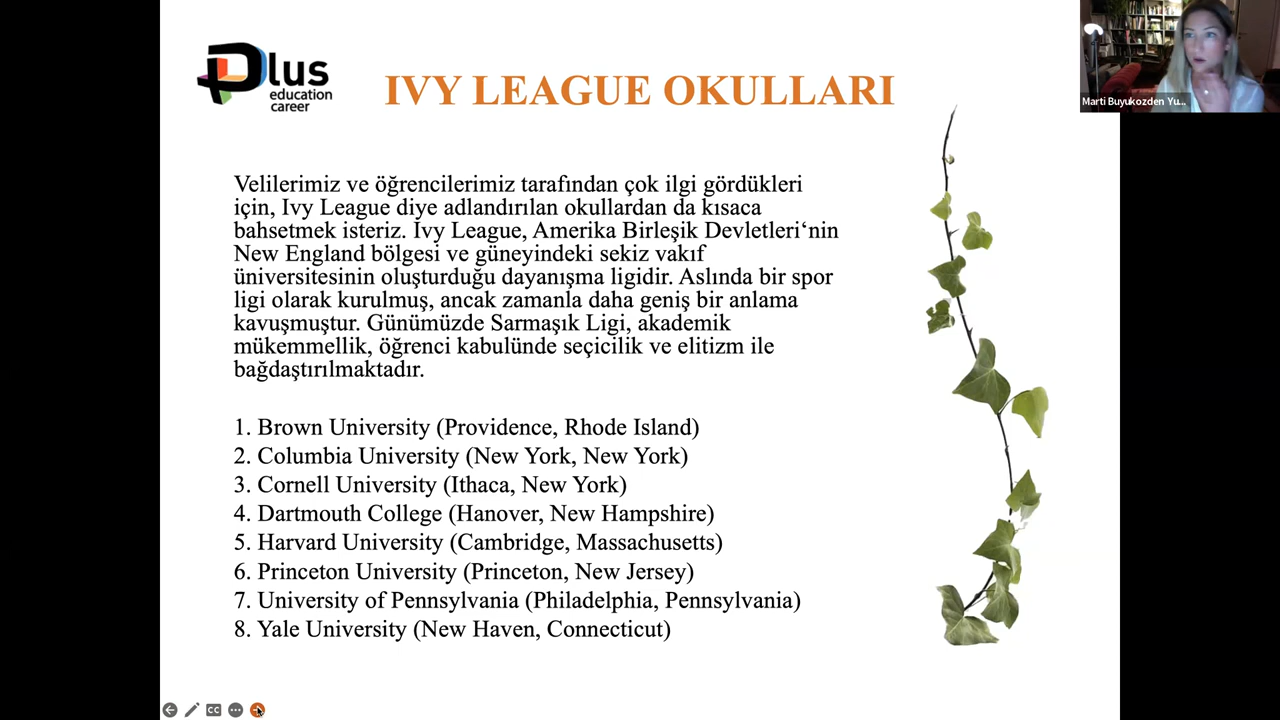 Plus
education
career
IVY LEAGUE OKULLARI
Marti Buyukozden Yu...
Velilerimiz ve öğrencilerimiz tarafından çok ilgi gördükleri
için, Ivy League diye adlandırılan okullardan da kısaca
bahsetmek isteriz. Ivy League, Amerika Birleşik Devletleri‘nin
New England bölgesi ve güneyindeki sekiz vakıf
üniversitesinin oluşturduğu dayanışma ligidir. Aslında bir spor
ligi olarak kurulmuş, ancak zamanla daha geniş bir anlama
kavuşmuştur. Günümüzde Sarmaşık Ligi, akademik
mükemmellik, öğrenci kabulünde seçicilik ve elitizm ile
bağdaştırılmaktadır.
1. Brown University (Providence, Rhode Island)
2. Columbia University (New York, New York)
3. Cornell University (Ithaca, New York)
4. Dartmouth College (Hanover, New Hampshire)
5. Harvard University (Cambridge, Massachusetts)
6. Princeton University (Princeton, New Jersey)
7. University of Pennsylvania (Philadelphia, Pennsylvania)
8. Yale University (New Haven, Connecticut)
CC